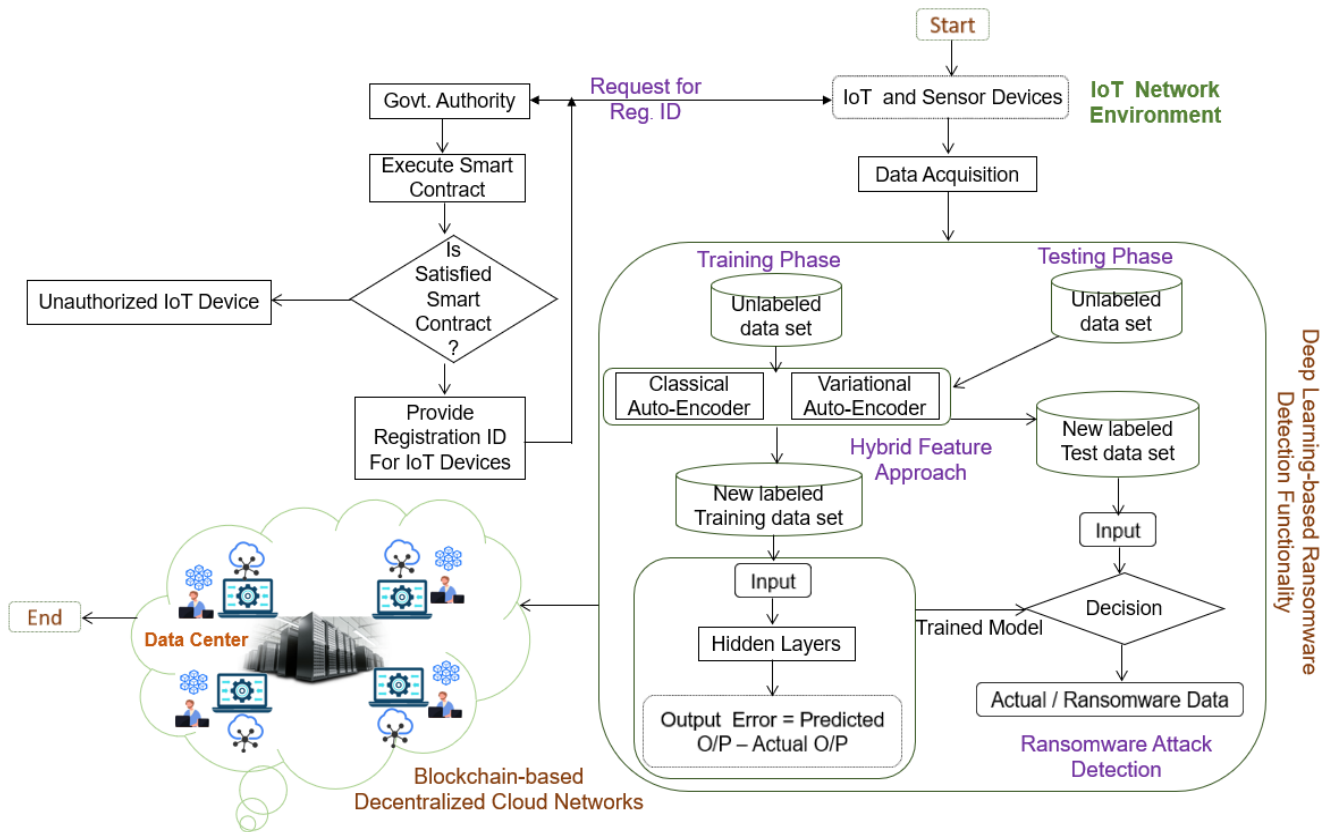 Start
Govt. Authority
Request for
Reg. ID
IoT and Sensor Devices
IoT Network
Environment
Execute Smart
Contract
Data Acquisition
Is
Satisfied
Smart
Contract
?
Unauthorized IoT Device
Provide
Registration ID
For IoT Devices
Training Phase
Testing Phase
Unlabeled
data set
Unlabeled
data set
Classical
Auto-Encoder
Variational
Auto-Encoder
Hybrid Feature
Approach
New labeled
Test data set
New labeled
Training data set
Input
Input
Hidden Layers
Output Error = Predicted
O/P – Actual O/P
Trained Model
Decision
Actual / Ransomware Data
Ransomware Attack
Detection
Deep Learning-based Ransomware
Detection Functionality
End
Data Center
Blockchain-based
Decentralized Cloud Networks